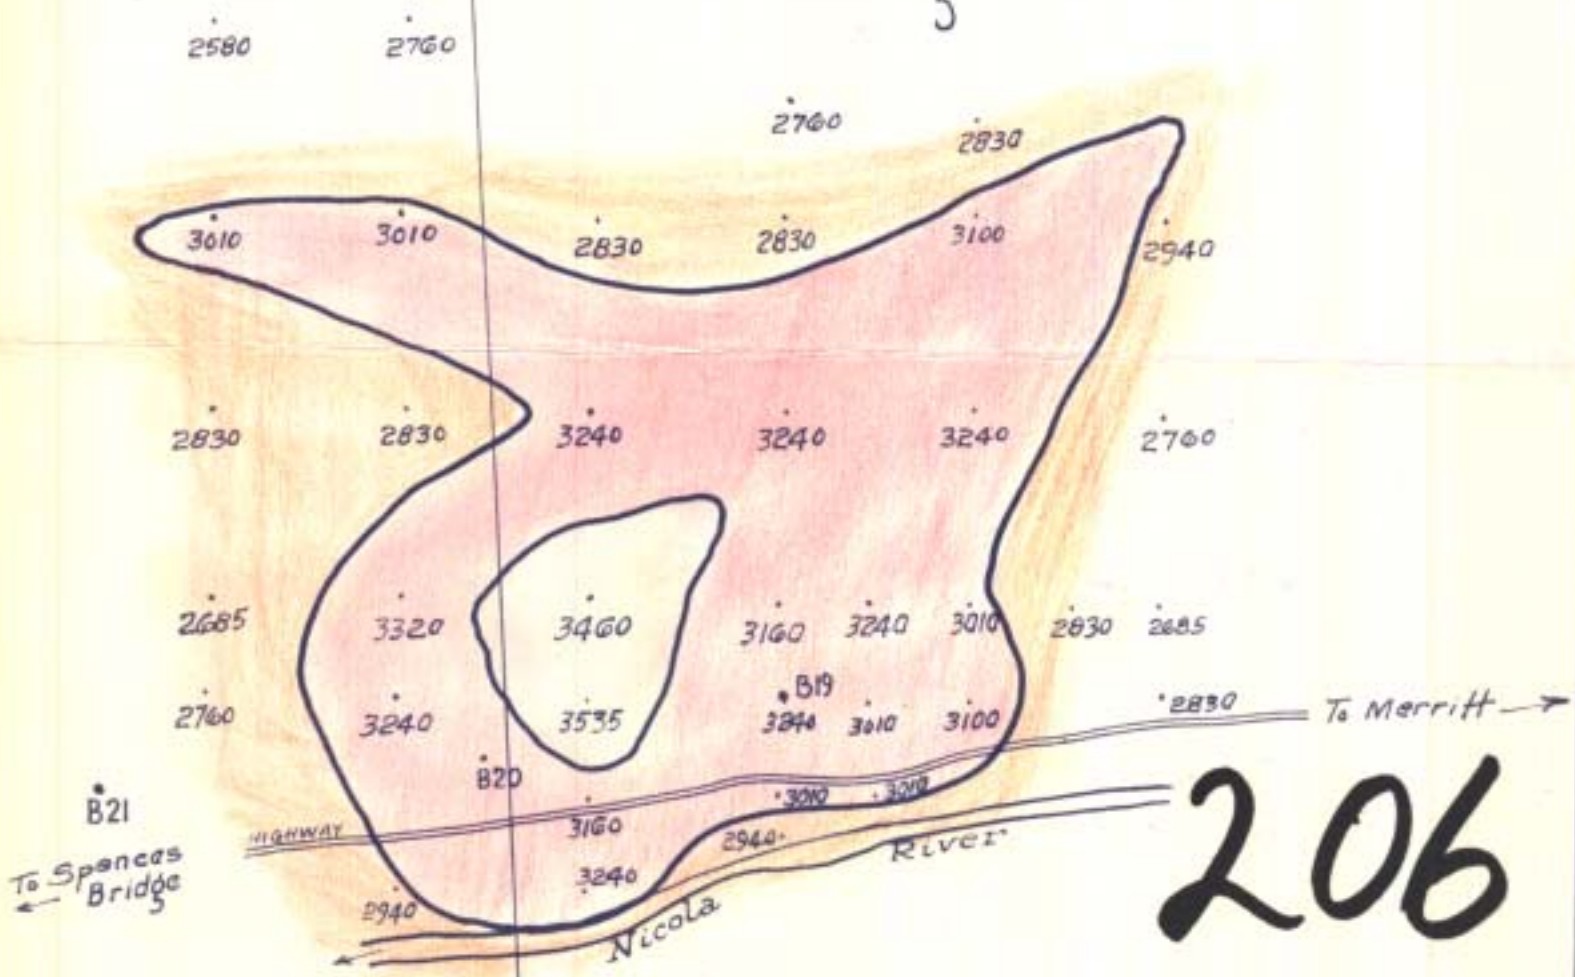 2580 2760
2760
2830
3010 3010 2830 2830 3100 2940
2830 2830 3240 3240 3240 2760
2685 3320 3460 3160 3240 3010 2830 2685
B19
2760 3240 3535 3240 3010 3100 2830
To Merritt
B20
B21
3010 3010
HIGHWAY 3160
2940
To Spences
Bridge
3240
2940
Nicola River
206